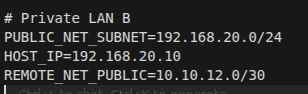 # Private LAN B
PUBLIC_NET_SUBNET=192.168.20.0/24
HOST_IP=192.168.20.10
REMOTE_NET_PUBLIC=10.10.12.0/30